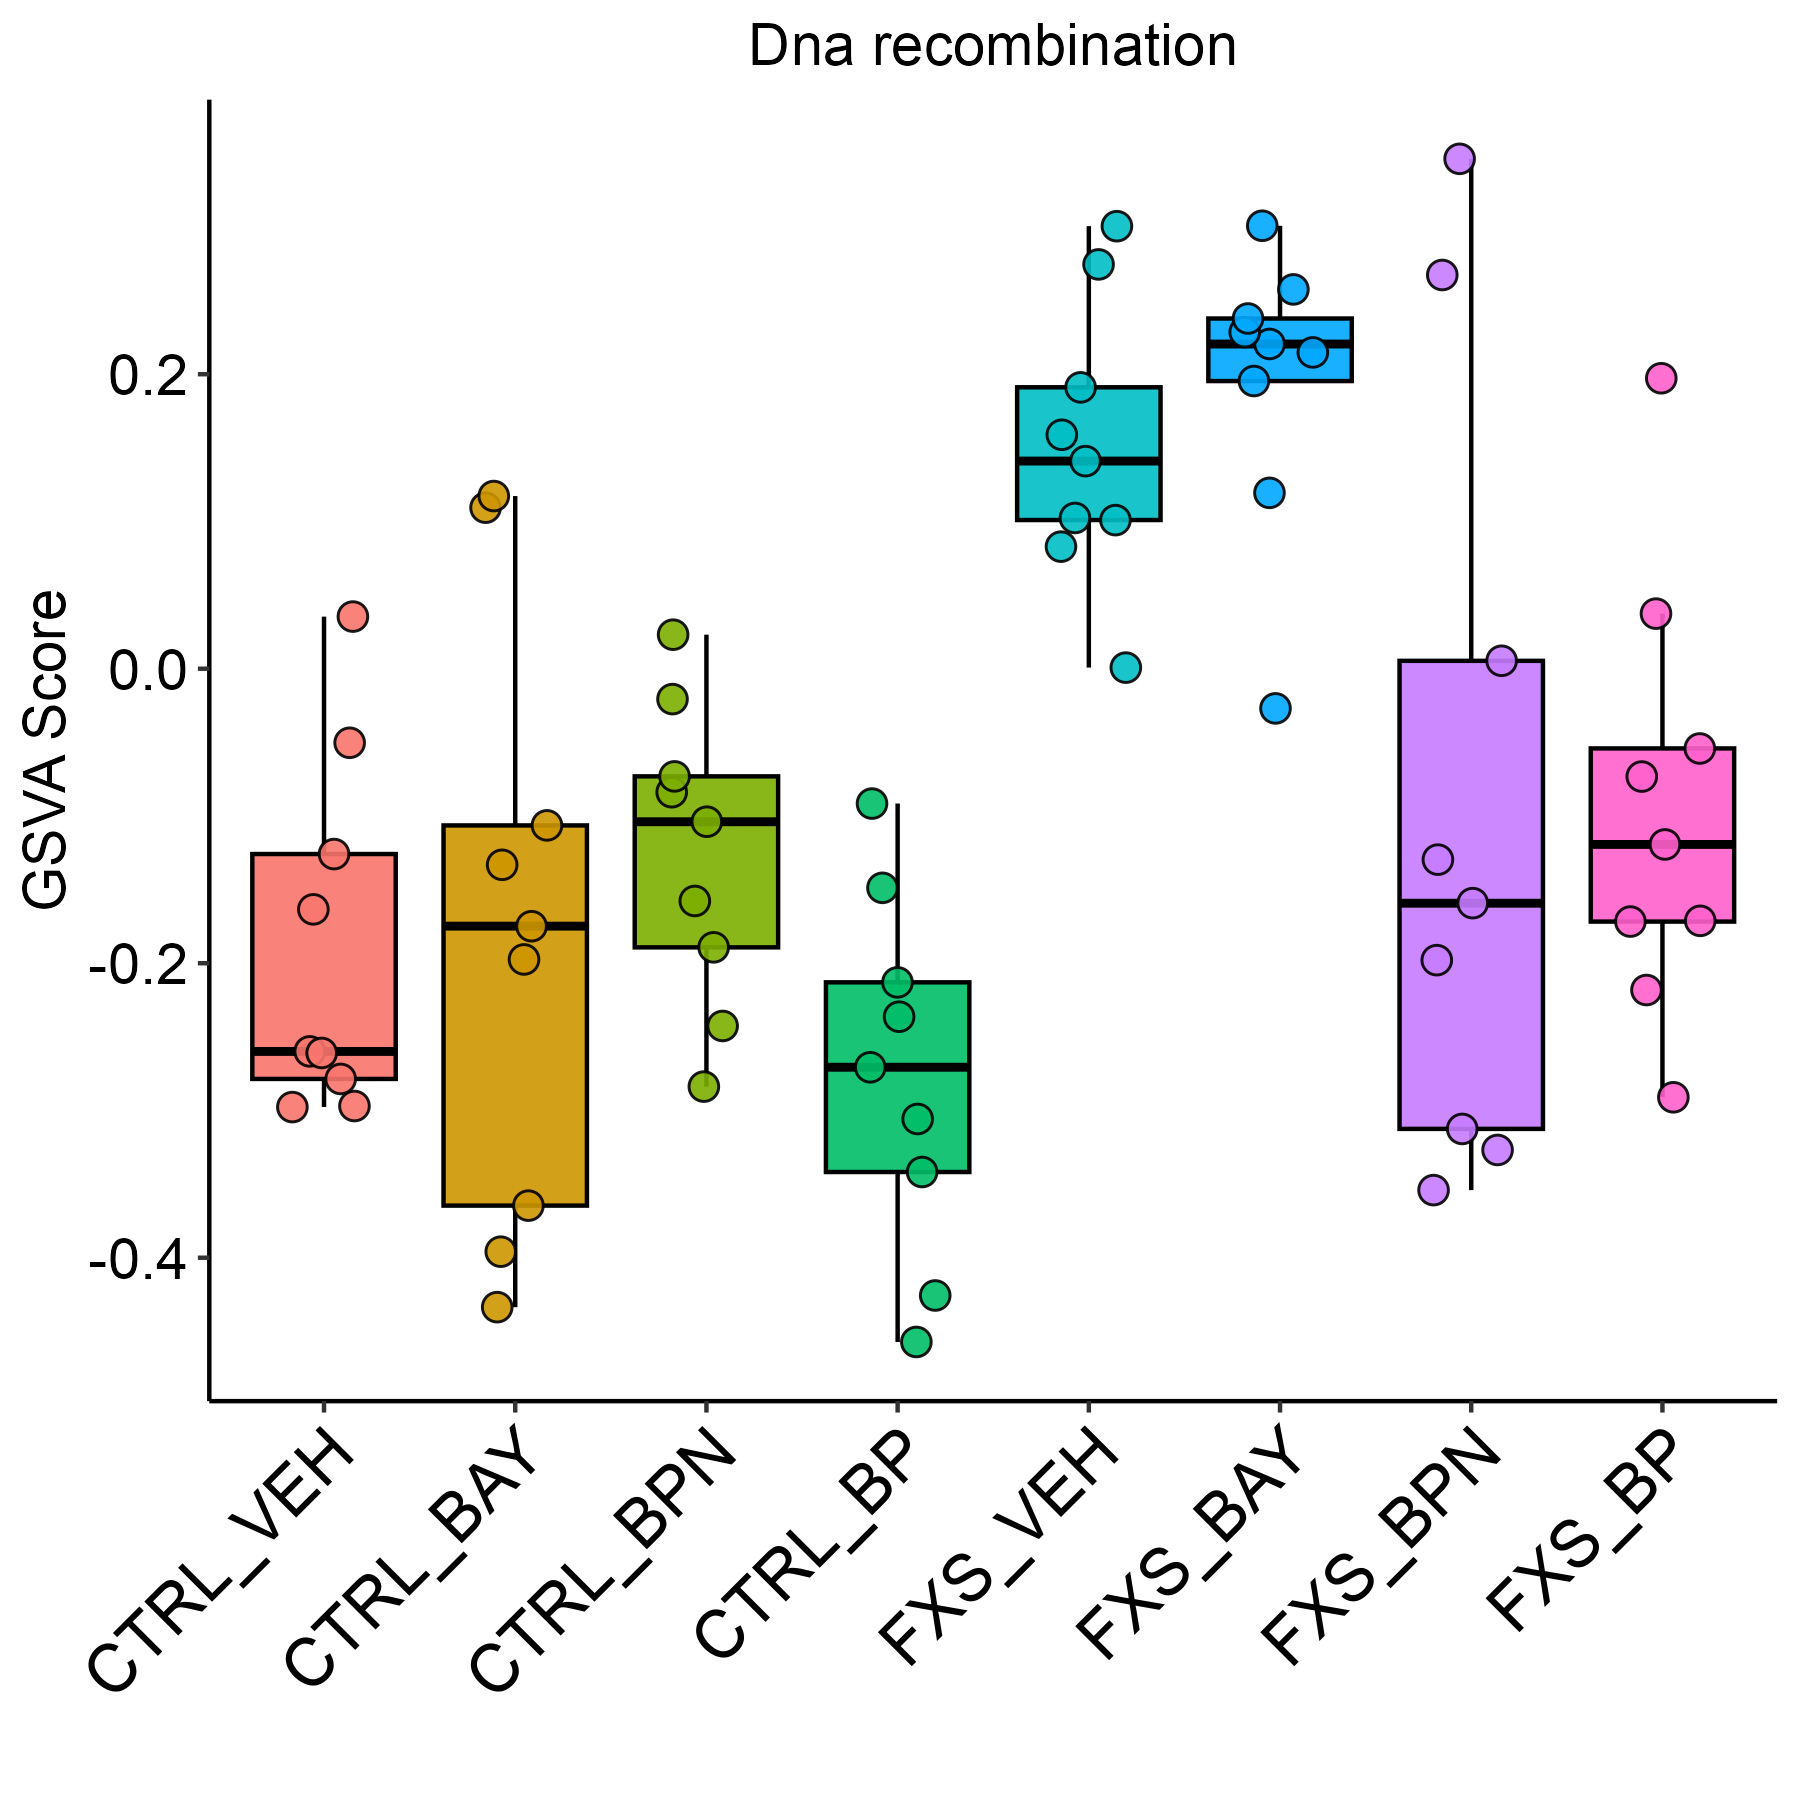 Dna recombination
GSVA Score
0.2
0.0
-0.2
-0.4
CTRL_VEH
CTRL_BAY
CTRL_BPN
CTRL_BP
FXS_VEH
FXS_BAY
FXS_BPN
FXS_BP